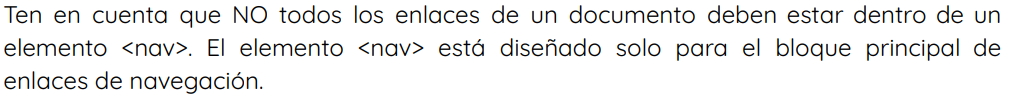 Ten en cuenta que NO todos los enlaces de un documento deben estar dentro de un
elemento <nav>. El elemento <nav> está diseñado solo para el bloque principal de
enlaces de navegación.